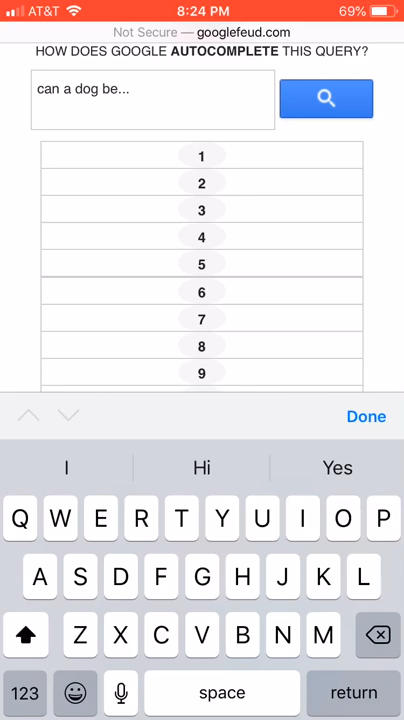 AT&T 8:24 PM 69%
Not Secure — googlefeud.com
HOW DOES GOOGLE AUTOCOMPLETE THIS QUERY?
can a dog be...
1
2
3
4
5
6
7
8
9
Done
I Hi Yes
Q W E R T Y U I O P
A S D F G H J K L
Z X C V B N M
123 space return